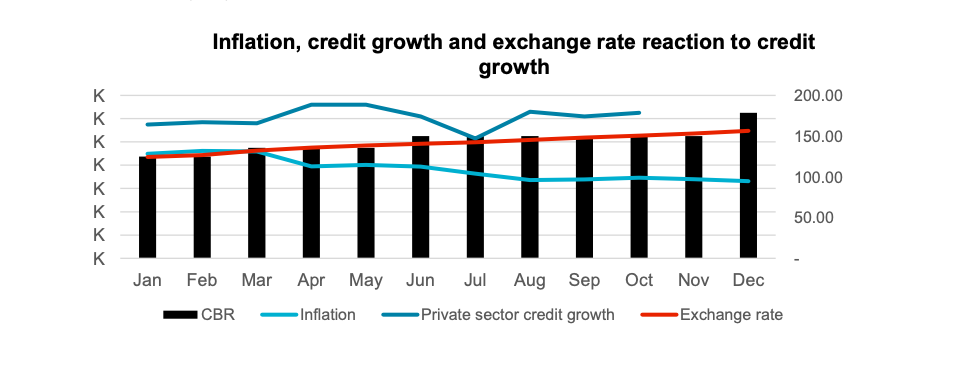 Inflation, credit growth and exchange rate reaction to credit
growth
K
K
K
K
K
K
K
K
200.00
150.00
100.00
50.00
-
Jan Feb Mar Apr May Jun Jul Aug Sep Oct Nov Dec
CBR Inflation Private sector credit growth Exchange rate